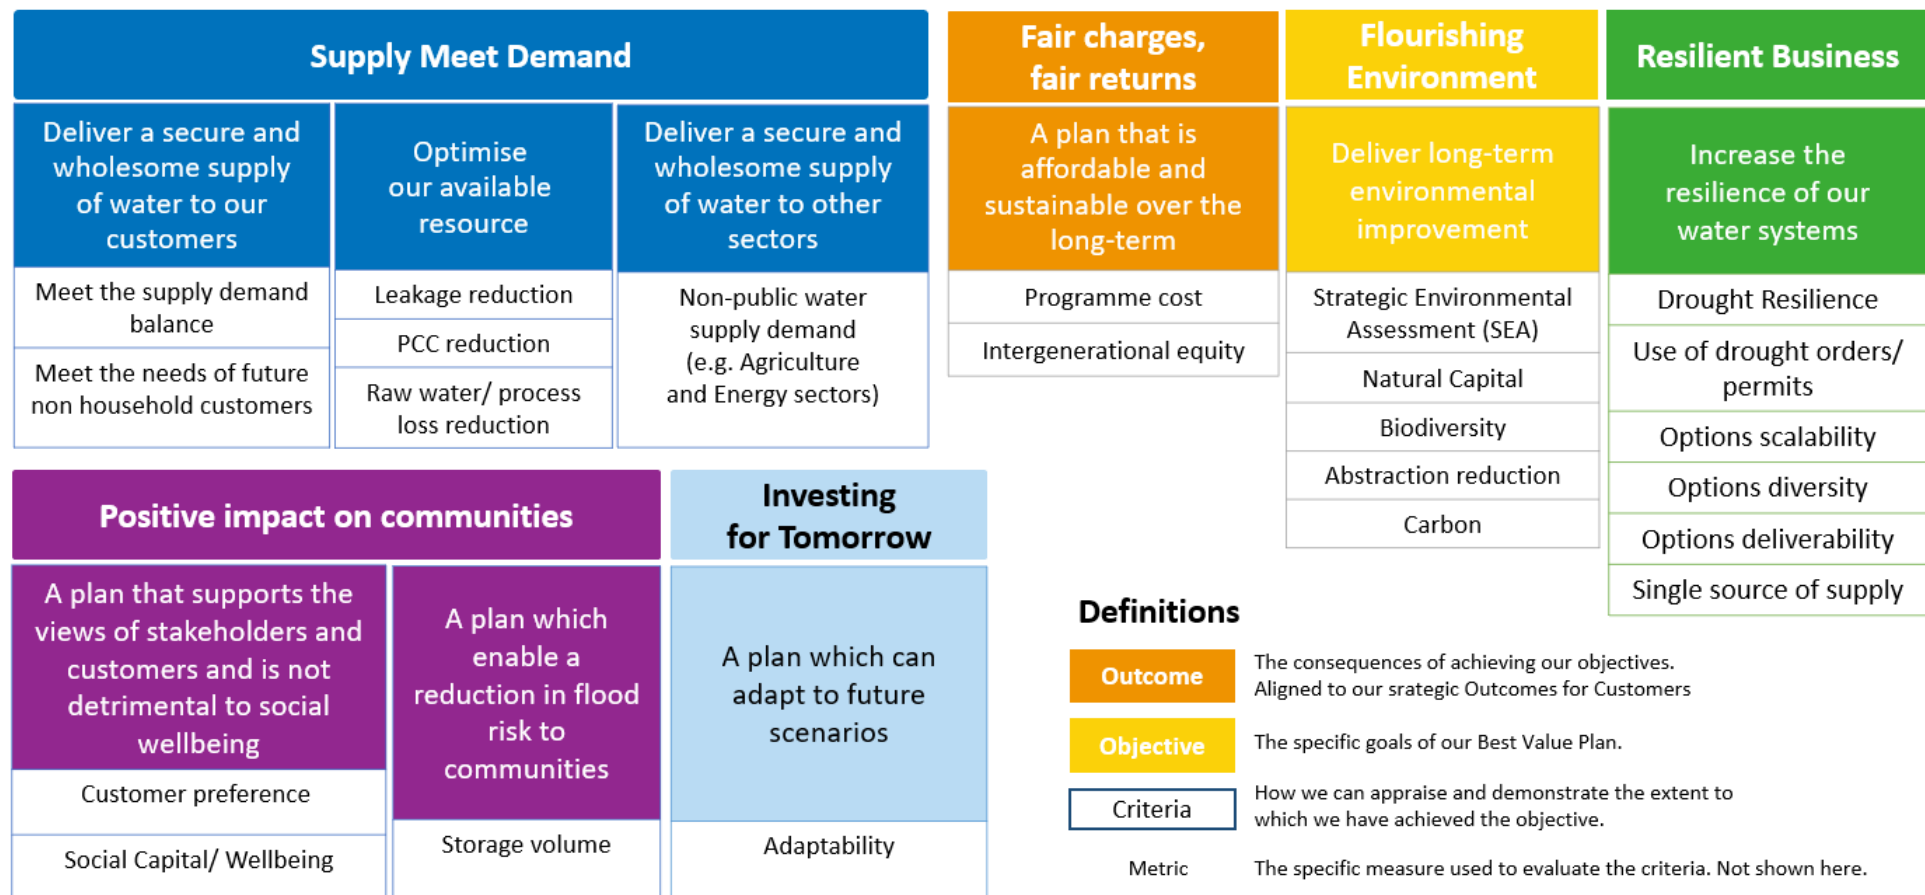 Supply Meet Demand
Deliver a secure and
wholesome supply
of water to our
customers
Meet the supply demand
balance
Meet the needs of future
non household customers
Optimise
our available
resource
Leakage reduction
PCC reduction
Raw water/ process
loss reduction
Deliver a secure and
wholesome supply
of water to other
sectors
Non-public water
supply demand
(e.g. Agriculture
and Energy sectors)
Fair charges,
fair returns
A plan that is
affordable and
sustainable over the
long-term
Programme cost
Intergenerational equity
Flourishing
Environment
Deliver long-term
environmental
improvement
Strategic Environmental
Assessment (SEA)
Natural Capital
Biodiversity
Abstraction reduction
Carbon
Resilient Business
Increase the
resilience of our
water systems
Drought Resilience
Use of drought orders/
permits
Options scalability
Options diversity
Options deliverability
Single source of supply
Positive impact on communities
A plan that supports the
views of stakeholders and
customers and is not
detrimental to social
wellbeing
Customer preference
Social Capital/ Wellbeing
A plan which
enable a
reduction in flood
risk to
communities
Storage volume
Investing
for Tomorrow
A plan which can
adapt to future
scenarios
Adaptability
Definitions
Outcome
The consequences of achieving our objectives.
Aligned to our srategic Outcomes for Customers
Objective
The specific goals of our Best Value Plan.
Criteria
How we can appraise and demonstrate the extent to
which we have achieved the objective.
Metric
The specific measure used to evaluate the criteria. Not shown here.